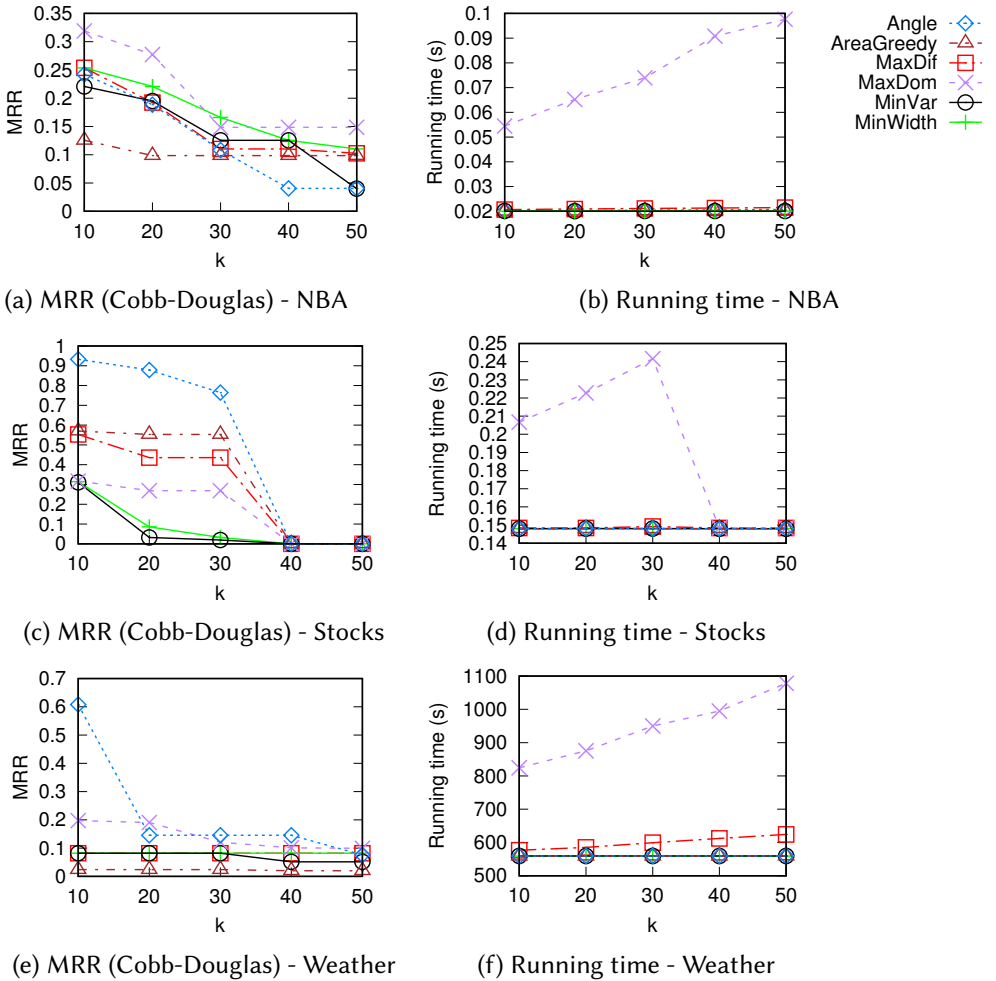 0.35
0.3
0.25
0.2
0.15
0.1
0.05
0
MRR
10 20 30 40 50
k
(a) MRR (Cobb-Douglas) - NBA
0.1
0.09
0.08
0.07
0.06
0.05
0.04
0.03
0.02
Running time (s)
10 20 30 40 50
k
(b) Running time - NBA
Angle
AreaGreedy
MaxDif
MaxDom
MinVar
MinWidth
1
0.9
0.8
0.7
0.6
0.5
0.4
0.3
0.2
0.1
0
MRR
10 20 30 40 50
k
(c) MRR (Cobb-Douglas) - Stocks
0.25
0.24
0.23
0.22
0.21
0.2
0.19
0.18
0.17
0.16
0.15
0.14
Running time (s)
10 20 30 40 50
k
(d) Running time - Stocks
0.7
0.6
0.5
0.4
0.3
0.2
0.1
0
MRR
10 20 30 40 50
k
(e) MRR (Cobb-Douglas) - Weather
1100
1000
900
800
700
600
500
Running time (s)
10 20 30 40 50
k
(f) Running time - Weather